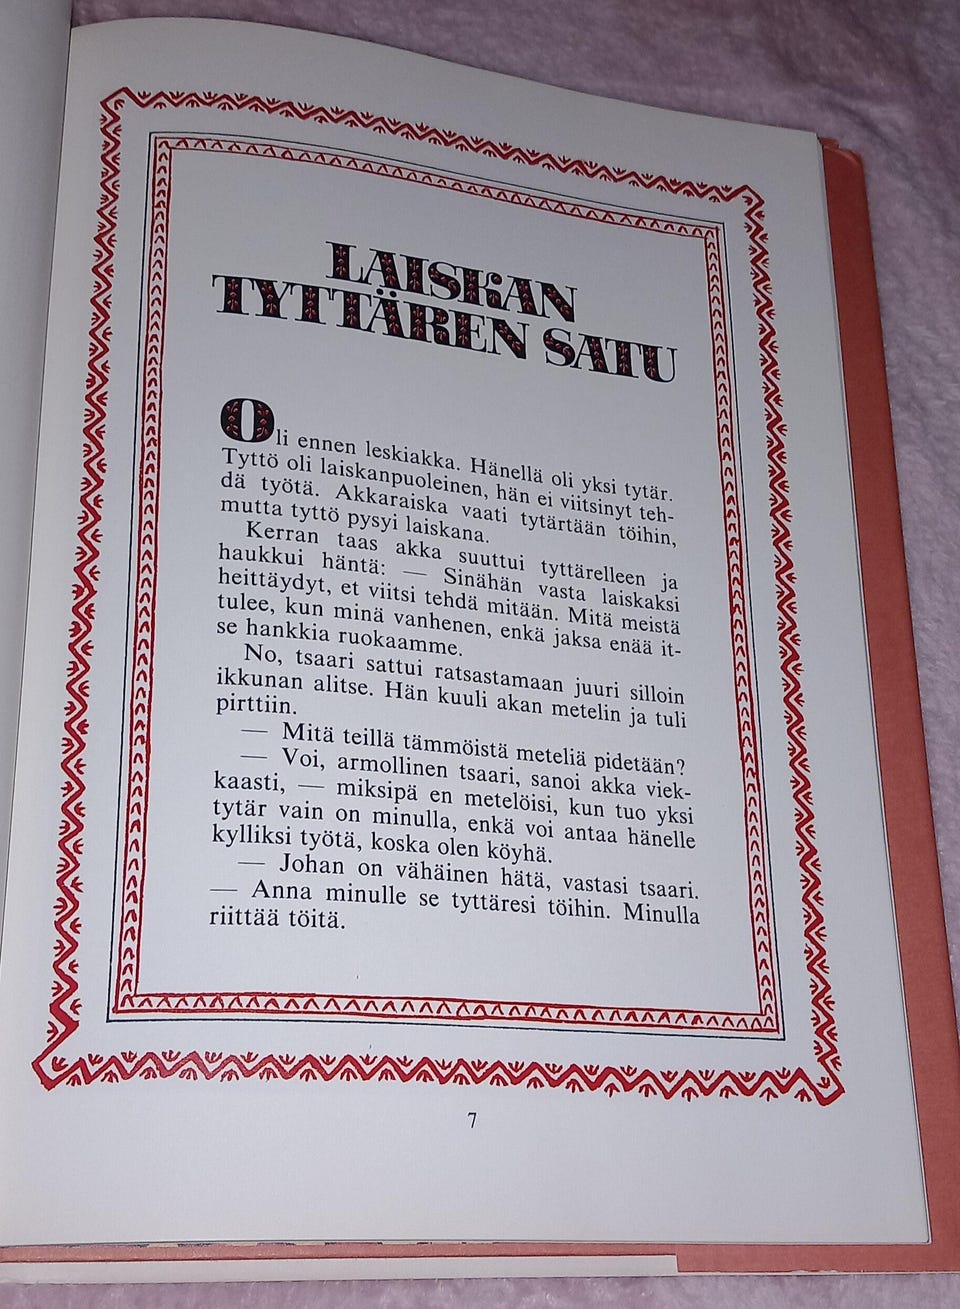 LAISKAN
TYTTÄREN SATU
Oli ennen leskiakka. Hänellä oli yksi tytär.
Tyttö oli laiskanpuoleinen, hän ei viitsinyt teh-
dä työtä. Akkaraiska vaati tytärtään töihin,
mutta tyttö pysyi laiskana.
Kerran taas akka suuttui tyttärelleen ja
haukkui häntä: — Sinähän vasta laiskaksi
heittäydyt, et viitsi tehdä mitään. Mitä meistä
tulee, kun minä vanhenen, enkä jaksa enää it-
se hankkia ruokaamme.
No, tsaari sattui ratsastamaan juuri silloin
ikkunan alitse. Hän kuuli akan metelin ja tuli
pirttiin.
— Mitä teillä tämmöistä meteliä pidetään?
— Voi, armollinen tsaari, sanoi akka viek-
kaasti, — miksipä en metelöisi, kun tuo yksi
tytär vain on minulla, enkä voi antaa hänelle
kylliksi työtä, koska olen köyhä.
— Johan on vähäinen hätä, vastasi tsaari.
— Anna minulle se tyttäresi töihin. Minulla
riittää töitä.
7